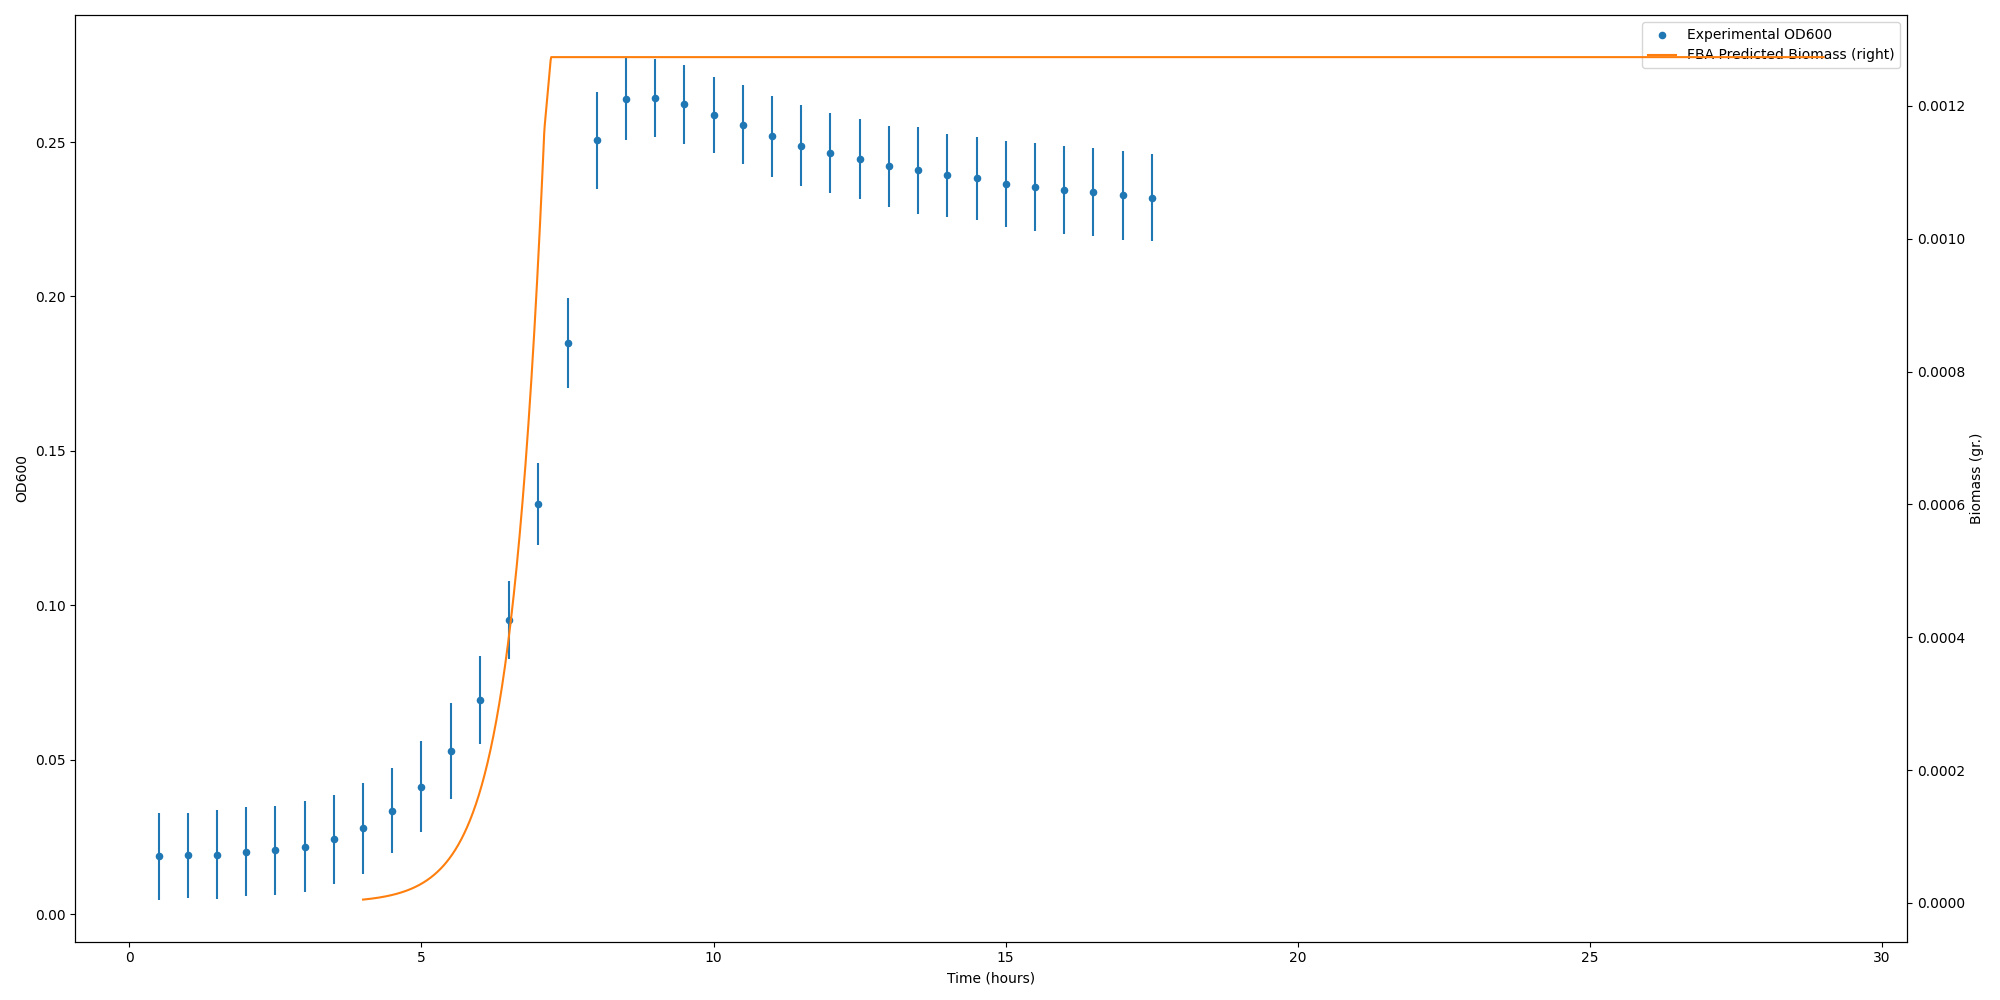 Experimental OD600
FBA Predicted Biomass (right)
0.25
0.20
0.15
0.10
0.05
0.00
OD600
0.0012
0.0010
0.0008
0.0006
0.0004
0.0002
0.0000
Biomass (gr.)
0 5 10 15 20 25 30
Time (hours)